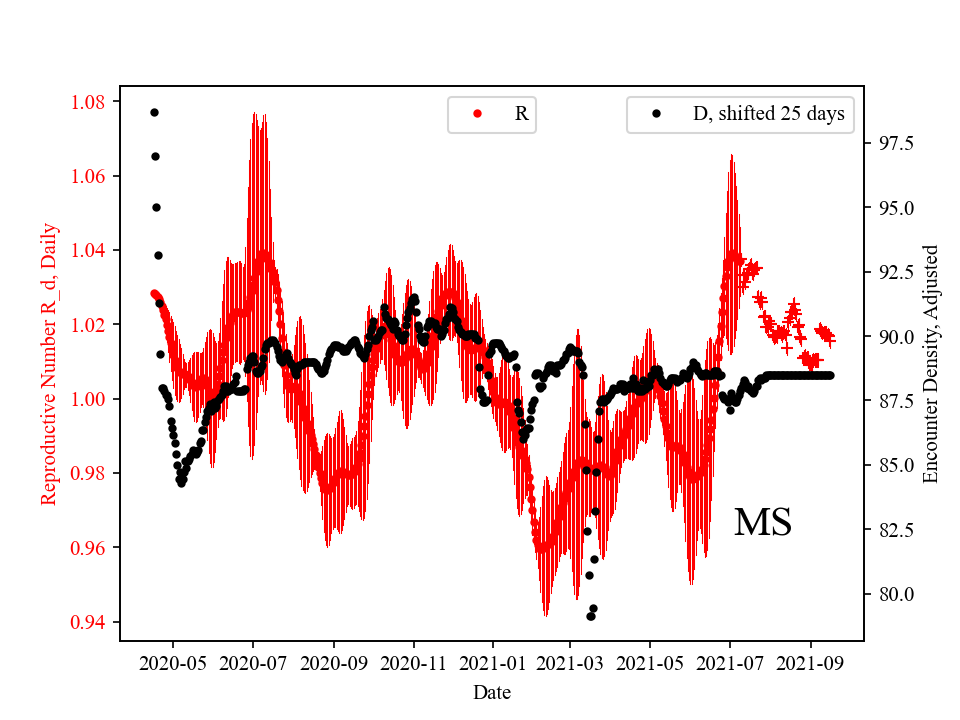 R
D, shifted 25 days
1.08
1.06
1.04
1.02
1.00
0.98
0.96
0.94
Reproductive Number R_d, Daily
97.5
95.0
92.5
90.0
87.5
85.0
82.5
80.0
Encounter Density, Adjusted
MS
2020-05 2020-07 2020-09 2020-11 2021-01 2021-03 2021-05 2021-07 2021-09
Date